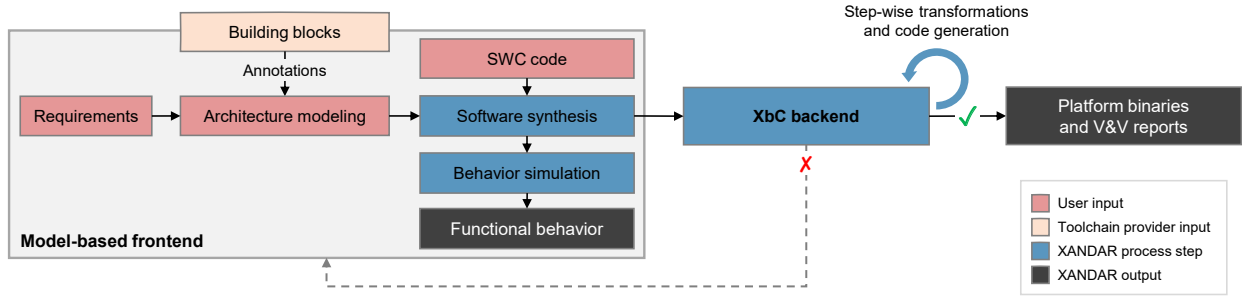 Step-wise transformations
and code generation
Building blocks
Annotations
SWC code
Requirements
Architecture modeling
Software synthesis
XbC backend
✓
Platform binaries
and V&V reports
Behavior simulation
✗
Functional behavior
Model-based frontend
User input
Toolchain provider input
XANDAR process step
XANDAR output